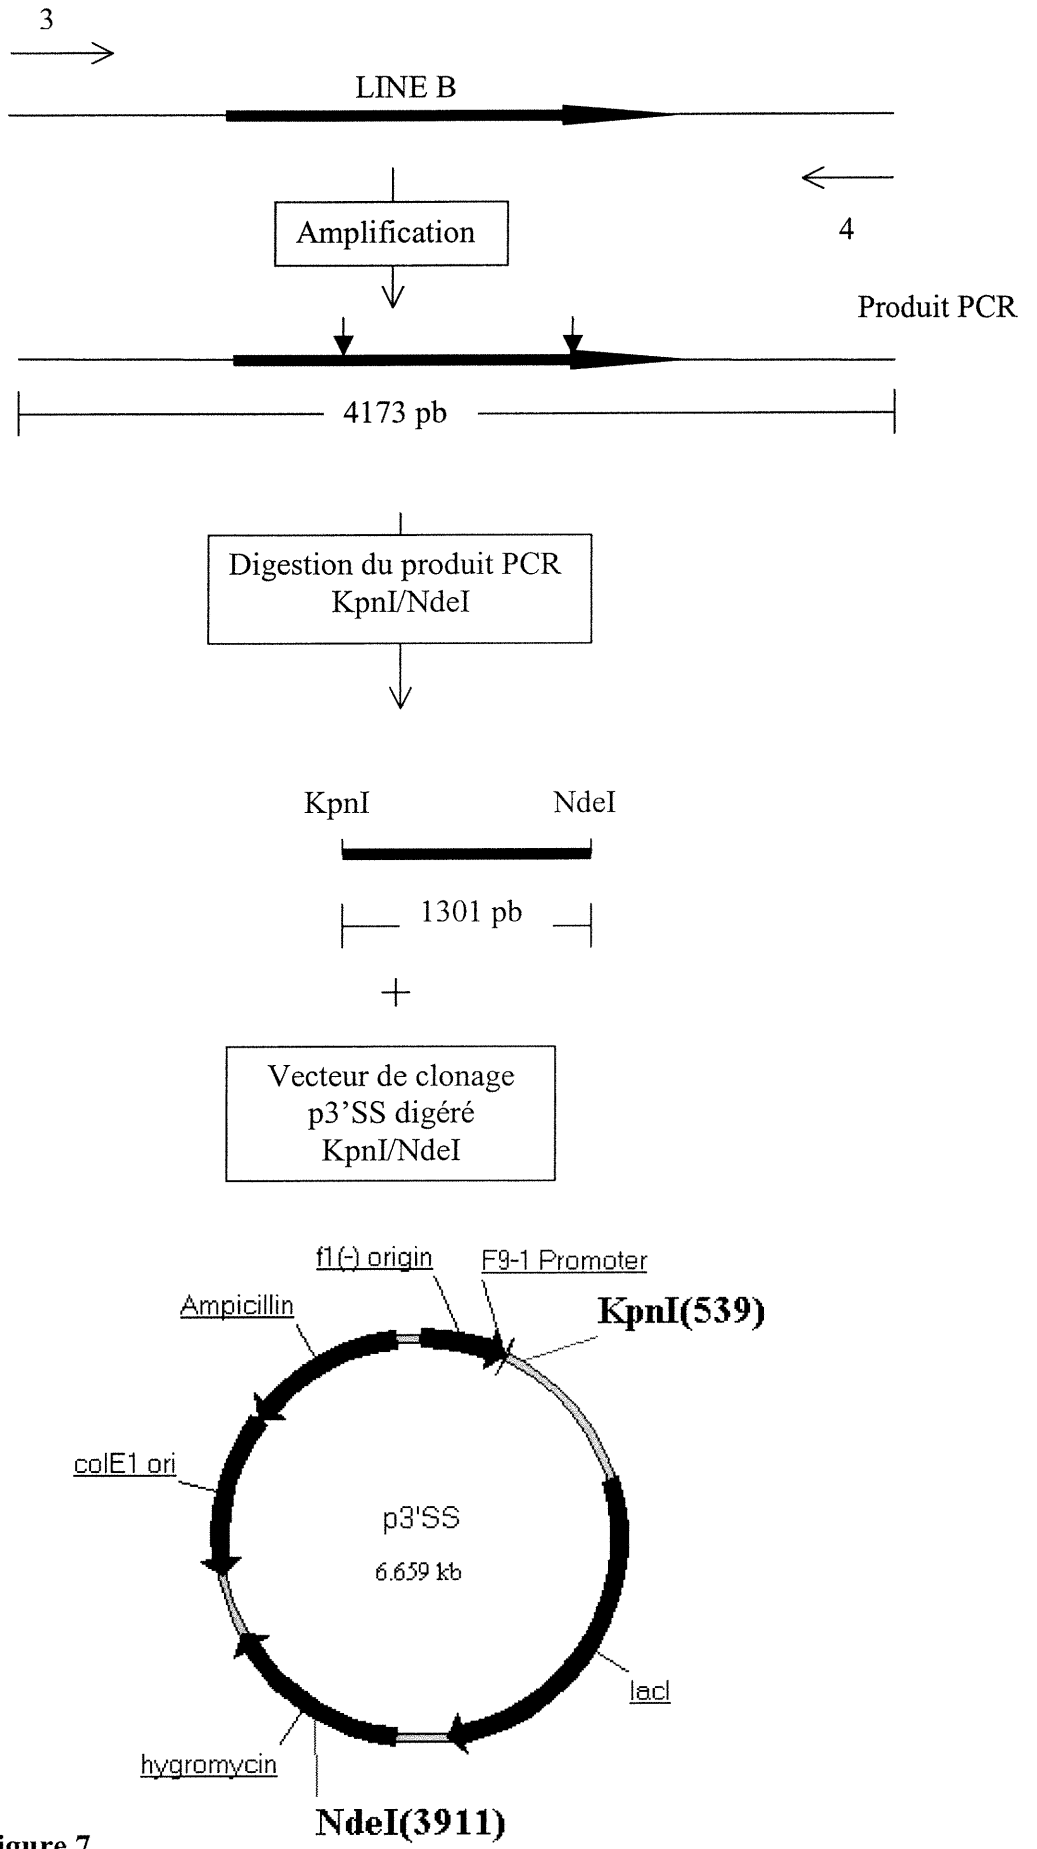 3
LINE B
Amplification
4
Produit PCR
4173 pb
Digestion du produit PCR
KpnI/NdeI
KpnI NdeI
1301 pb
+
Vecteur de clonage
p3'SS digéré
KpnI/NdeI
f1(-) origin
F9-1 Promoter
Ampicillin
KpnI(539)
colE1 ori
p3'SS
6.659 kb
lacI
hygromycin
NdeI(3911)
igure 7